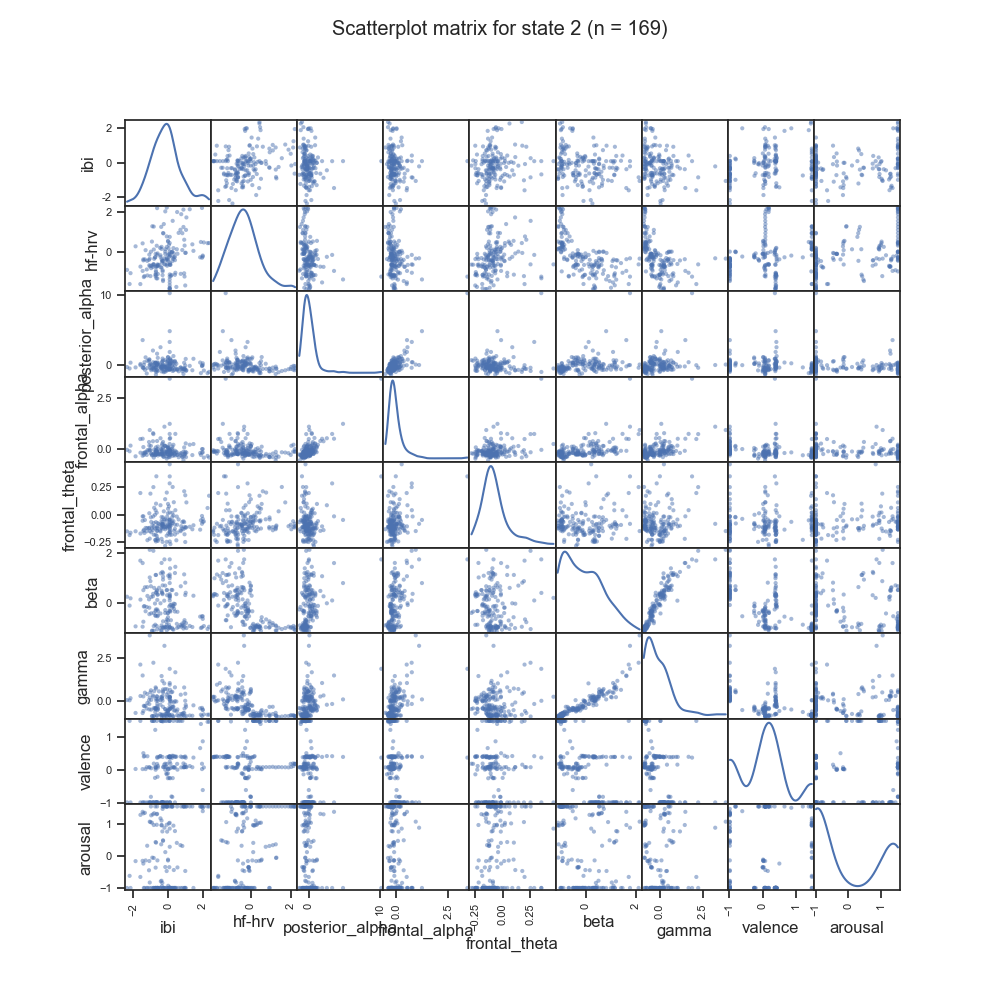 Scatterplot matrix for state 2 (n = 169)
ibi
2
0
-2
hf-hrv
2
0
posterior_alpha
10
0
frontal_alpha
2.5
0.0
frontal_theta
0.25
0.00
−0.25
beta
2
0
gamma
2.5
0.0
valence
1
0
−1
arousal
1
0
−1
−2 0 2 0 2 0 10 0.0 2.5 −0.25 0.00 0.25 0 2 0.0 2.5 −1 0 1 −1 0 1
ibi hf-hrv posterior_alpha frontal_alpha frontal_theta beta gamma valence arousal